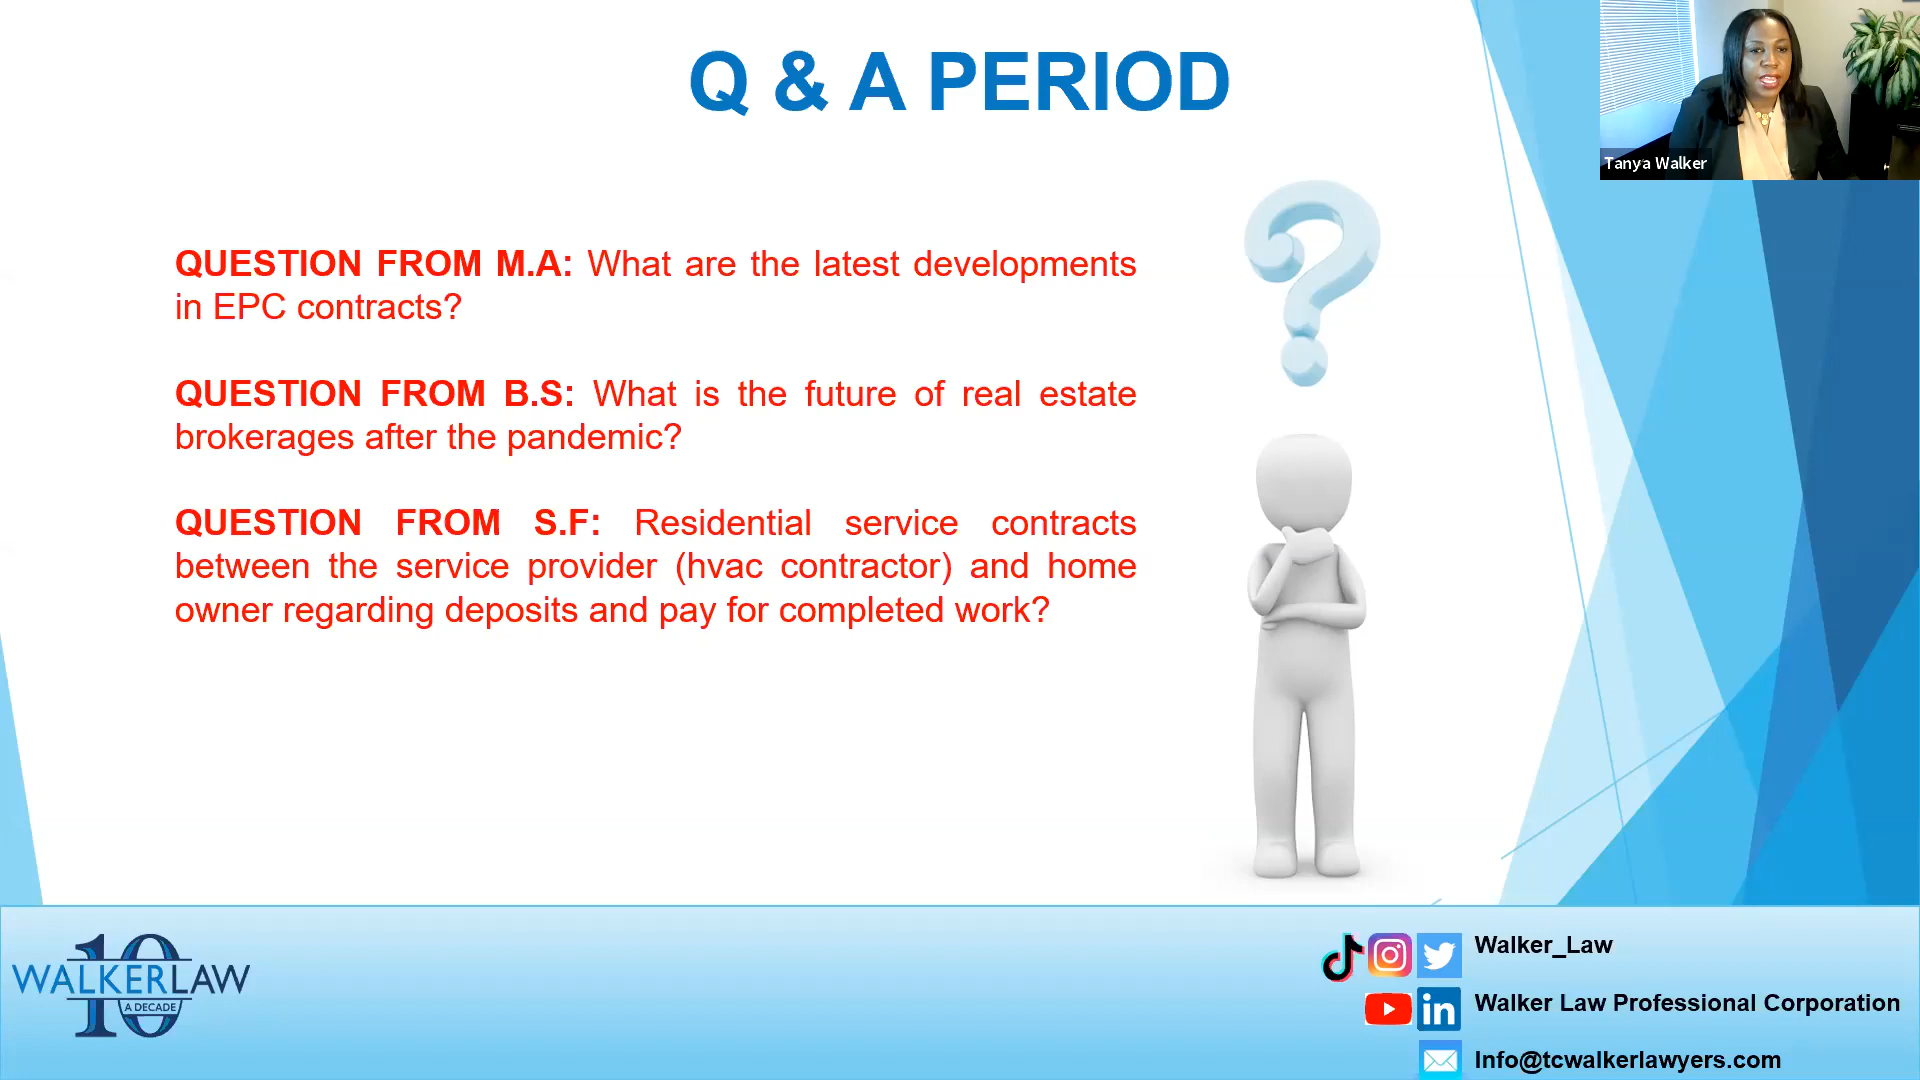 Q & A PERIOD
Tanya Walker
QUESTION FROM M.A: What are the latest developments
in EPC contracts?
QUESTION FROM B.S: What is the future of real estate
brokerages after the pandemic?
QUESTION FROM S.F: Residential service contracts
between the service provider (hvac contractor) and home
owner regarding deposits and pay for completed work?
10
WALKERLAW
A DECADE
Walker_Law
Walker Law Professional Corporation
Info@tcwalkerlawyers.com